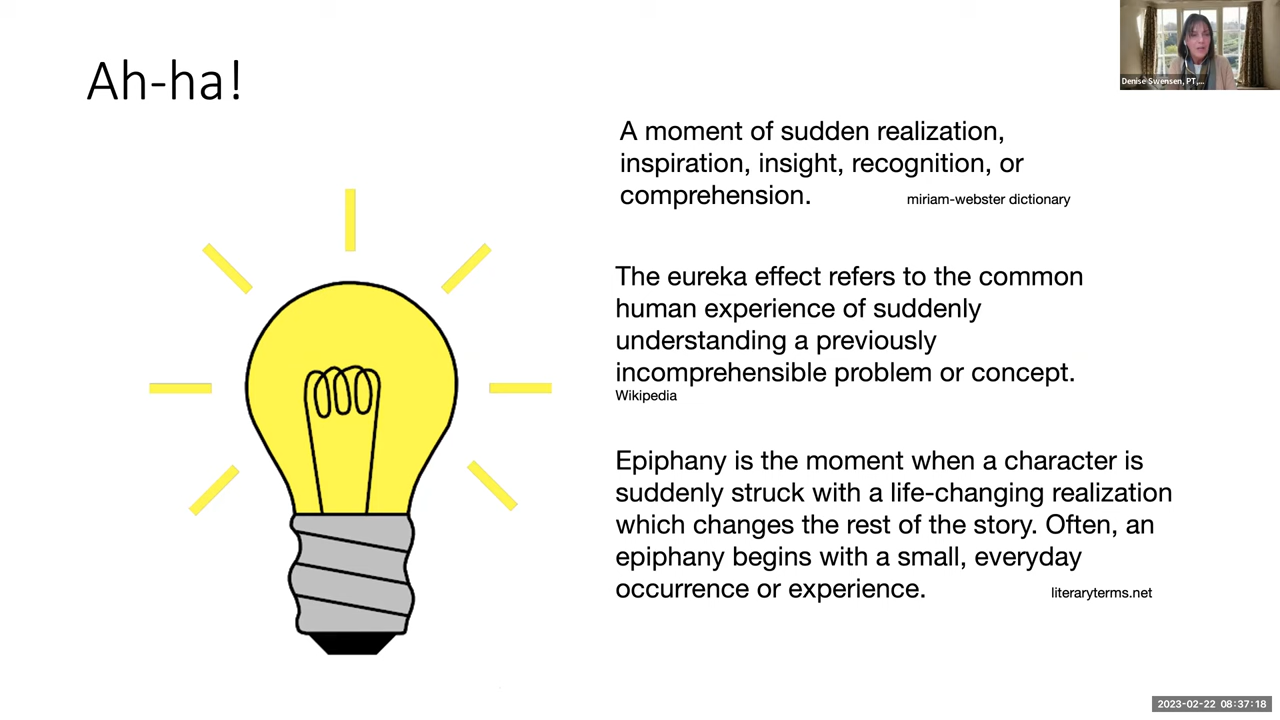 Ah-ha!
Denise Swensen, PT,...
A moment of sudden realization,
inspiration, insight, recognition, or
comprehension.
miriam-webster dictionary
The eureka effect refers to the common
human experience of suddenly
understanding a previously
incomprehensible problem or concept.
Wikipedia
Epiphany is the moment when a character is
suddenly struck with a life-changing realization
which changes the rest of the story. Often, an
epiphany begins with a small, everyday
occurrence or experience.
literaryterms.net
2023-02-22 08:37:18